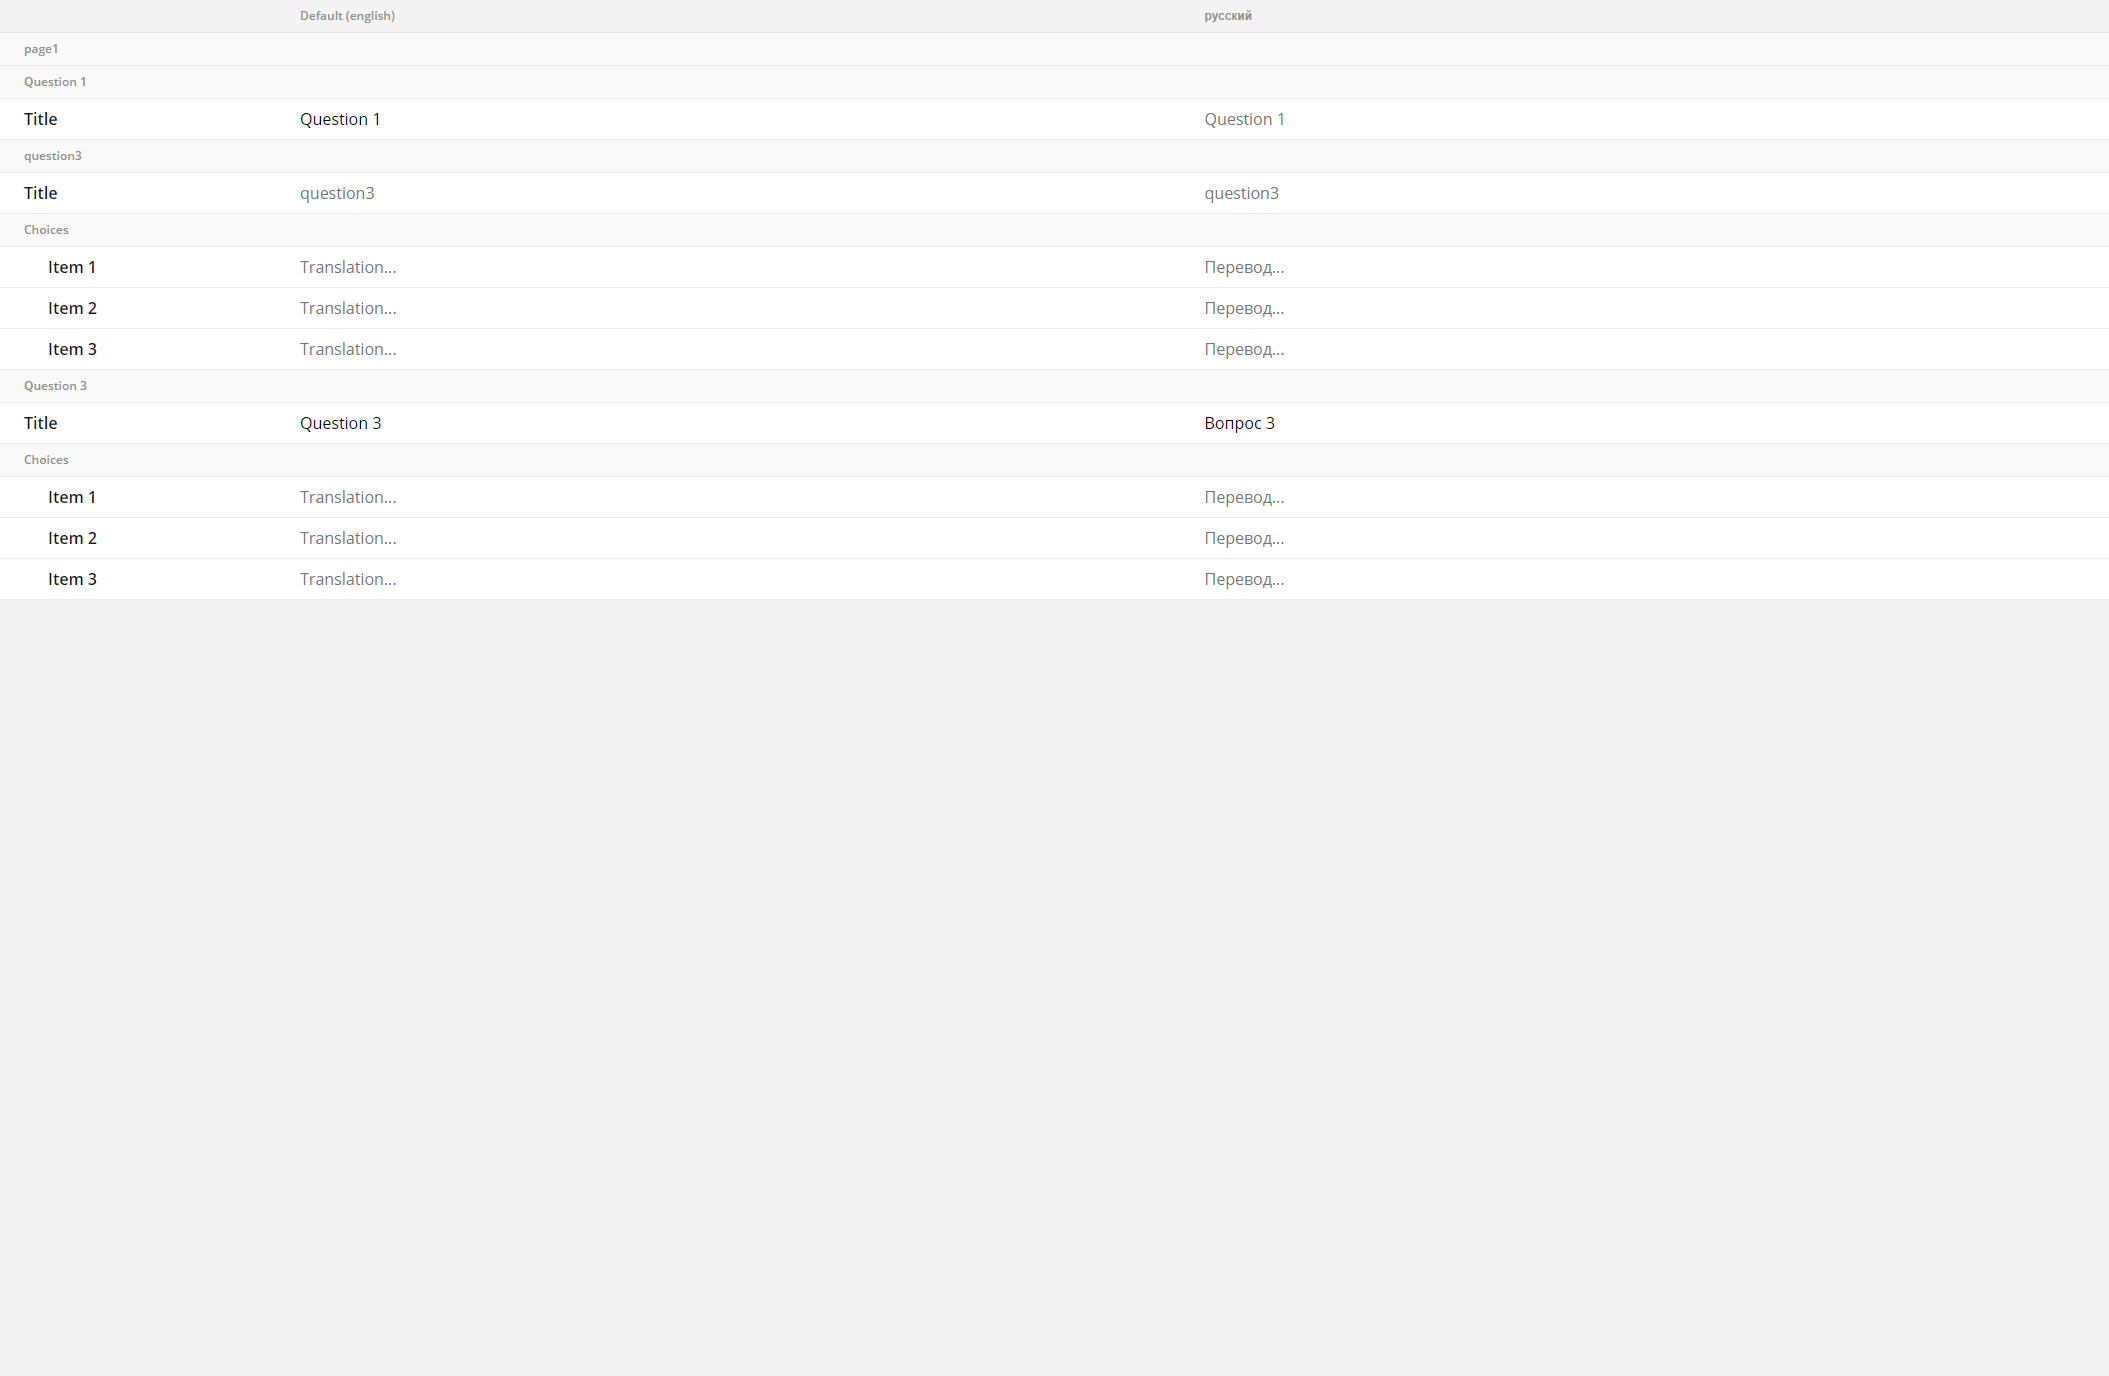 Default (english) русский
page1
Question 1
Title Question 1 Question 1
question3
Title question3 question3
Choices
Item 1 Translation... Перевод...
Item 2 Translation... Перевод...
Item 3 Translation... Перевод...
Question 3
Title Question 3 Вопрос 3
Choices
Item 1 Translation... Перевод...
Item 2 Translation... Перевод...
Item 3 Translation... Перевод...